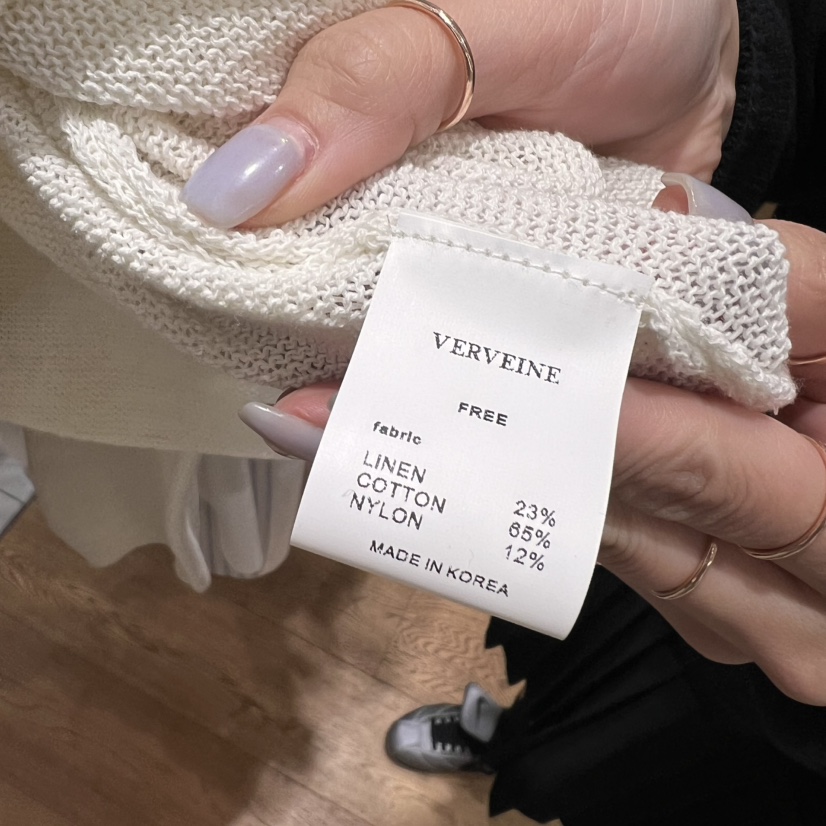 VERVEINE
FREE
fabric
LINEN 23%
COTTON 65%
NYLON 12%
MADE IN KOREA